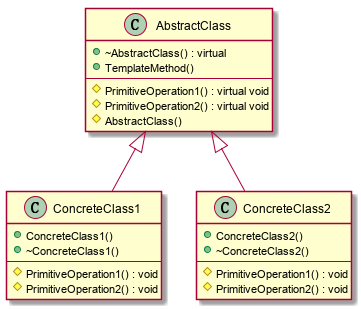 C AbstractClass
~AbstractClass() : virtual
TemplateMethod()
PrimitiveOperation1() : virtual void
PrimitiveOperation2() : virtual void
AbstractClass()
C ConcreteClass1
ConcreteClass1()
~ConcreteClass1()
PrimitiveOperation1() : void
PrimitiveOperation2() : void
C ConcreteClass2
ConcreteClass2()
~ConcreteClass2()
PrimitiveOperation1() : void
PrimitiveOperation2() : void